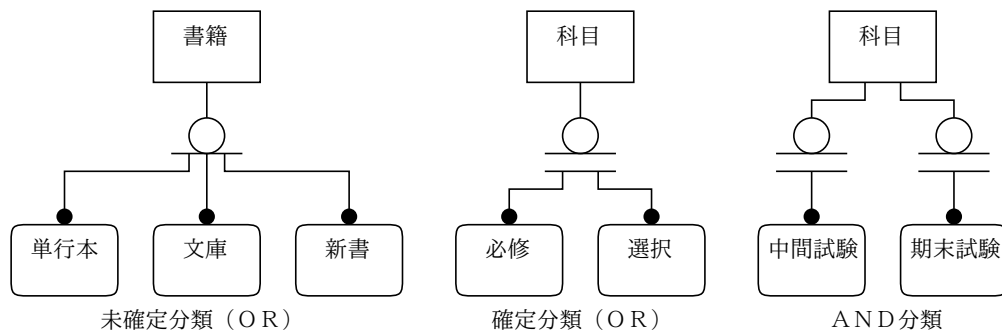 書籍
科目
科目
単行本
文庫
新書
必修
選択
中間試験
期末試験
未確定分類（ＯＲ）
確定分類（ＯＲ）
ＡＮＤ分類